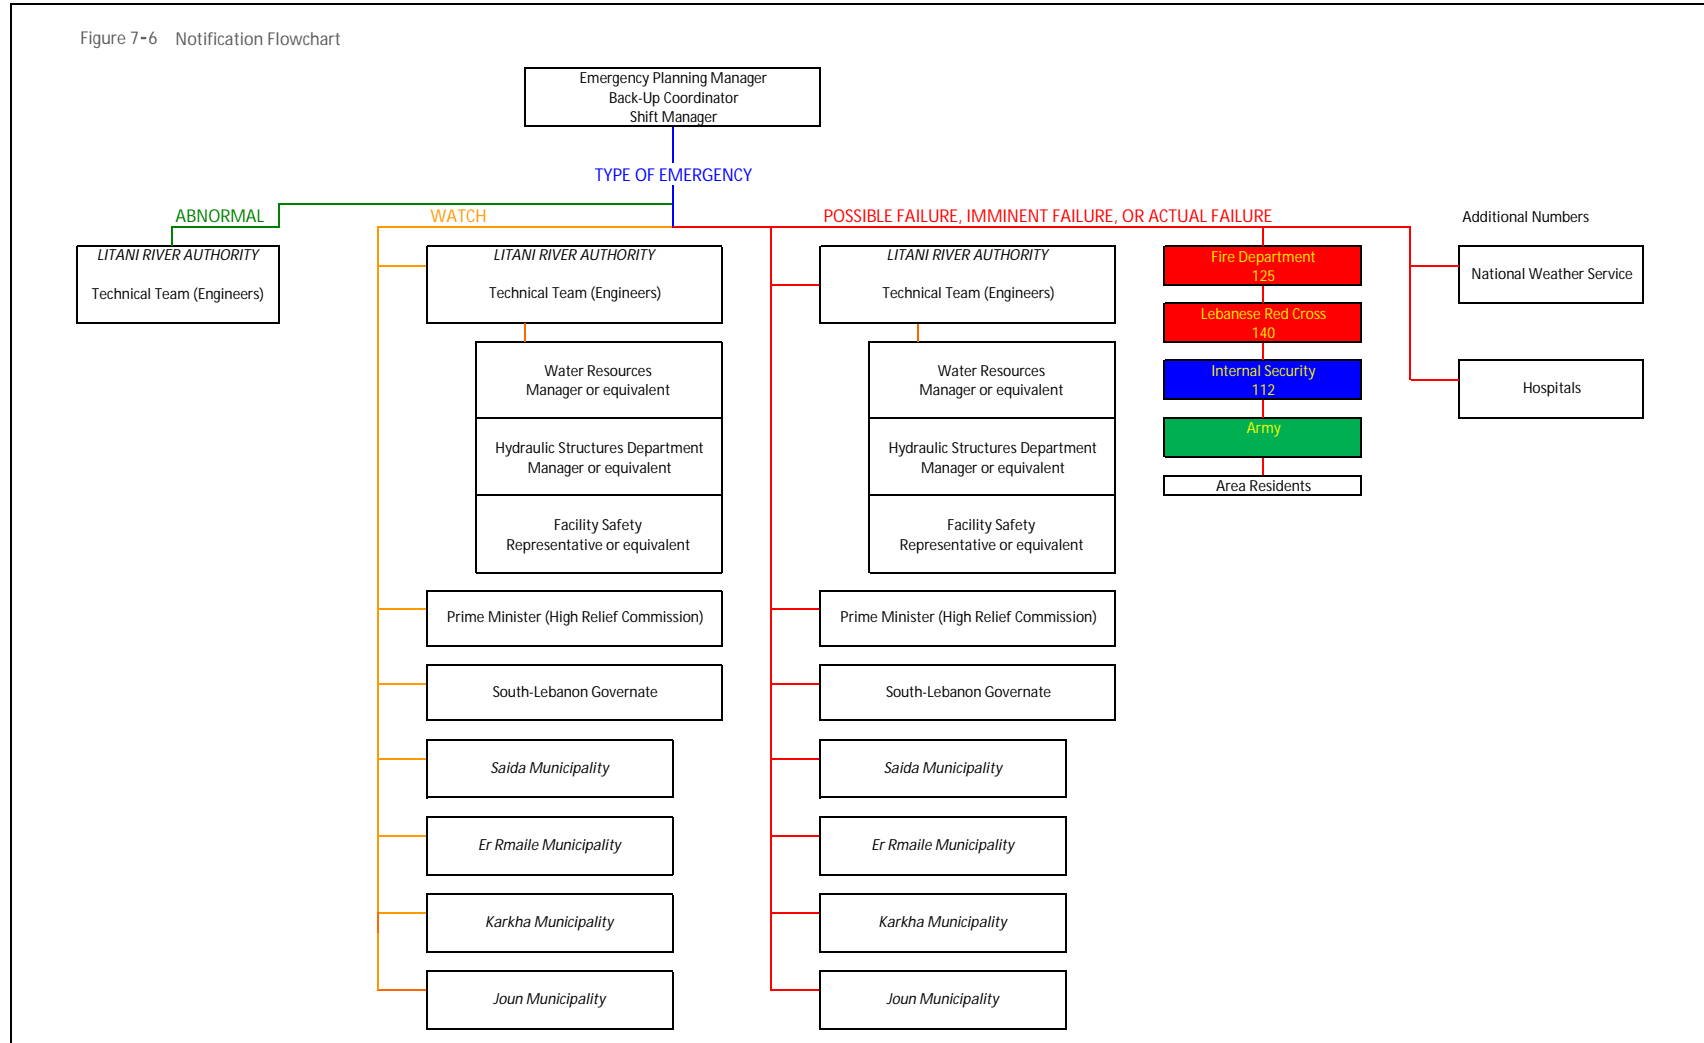 Figure 7-6 Notification Flowchart
Emergency Planning Manager
Back-Up Coordinator
Shift Manager
TYPE OF EMERGENCY
ABNORMAL
WATCH
POSSIBLE FAILURE, IMMINENT FAILURE, OR ACTUAL FAILURE
Additional Numbers
LITANI RIVER AUTHORITY
Technical Team (Engineers)
LITANI RIVER AUTHORITY
Technical Team (Engineers)
Water Resources
Manager or equivalent
Hydraulic Structures Department
Manager or equivalent
Facility Safety
Representative or equivalent
Prime Minister (High Relief Commission)
South-Lebanon Governate
Saida Municipality
Er Rmaile Municipality
Karkha Municipality
Joun Municipality
LITANI RIVER AUTHORITY
Technical Team (Engineers)
Water Resources
Manager or equivalent
Hydraulic Structures Department
Manager or equivalent
Facility Safety
Representative or equivalent
Prime Minister (High Relief Commission)
South-Lebanon Governate
Saida Municipality
Er Rmaile Municipality
Karkha Municipality
Joun Municipality
Fire Department
125
Lebanese Red Cross
140
Internal Security
112
Army
Area Residents
National Weather Service
Hospitals